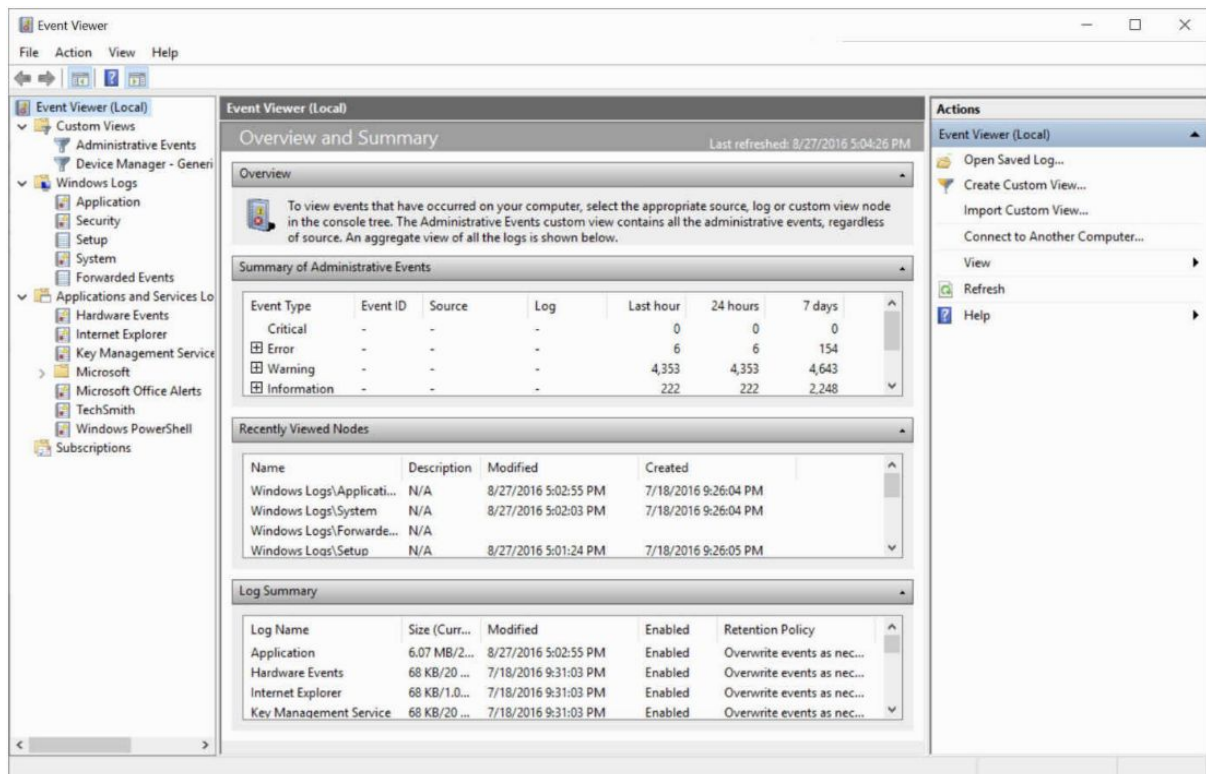 Event Viewer
File Action View Help
Event Viewer (Local)
Custom Views
Administrative Events
Device Manager - Generi
Windows Logs
Application
Security
Setup
System
Forwarded Events
Applications and Services Lo
Hardware Events
Internet Explorer
Key Management Service
Microsoft
Microsoft Office Alerts
TechSmith
Windows PowerShell
Subscriptions
Event Viewer (Local)
Overview and Summary Last refreshed: 8/27/2016 5:04:26 PM
Overview
To view events that have occurred on your computer, select the appropriate source, log or custom view node
in the console tree. The Administrative Events custom view contains all the administrative events, regardless
of source. An aggregate view of all the logs is shown below.
Summary of Administrative Events
Event Type Event ID Source Log Last hour 24 hours 7 days
Critical - - - 0 0 0
Error - - - 6 6 154
Warning - - - 4,353 4,353 4,643
Information - - - 222 222 2,248
Recently Viewed Nodes
Name Description Modified Created
Windows Logs\Applicati... N/A 8/27/2016 5:02:55 PM 7/18/2016 9:26:04 PM
Windows Logs\System N/A 8/27/2016 5:02:03 PM 7/18/2016 9:26:04 PM
Windows Logs\Forwarde... N/A
Windows Logs\Setup N/A 8/27/2016 5:01:24 PM 7/18/2016 9:26:05 PM
Log Summary
Log Name Size (Curr... Modified Enabled Retention Policy
Application 6.07 MB/2... 8/27/2016 5:02:55 PM Enabled Overwrite events as nec...
Hardware Events 68 KB/20 ... 7/18/2016 9:31:03 PM Enabled Overwrite events as nec...
Internet Explorer 68 KB/1.0... 7/18/2016 9:31:03 PM Enabled Overwrite events as nec...
Key Management Service 68 KB/20 ... 7/18/2016 9:31:03 PM Enabled Overwrite events as nec...
Actions
Event Viewer (Local)
Open Saved Log...
Create Custom View...
Import Custom View...
Connect to Another Computer...
View
Refresh
Help